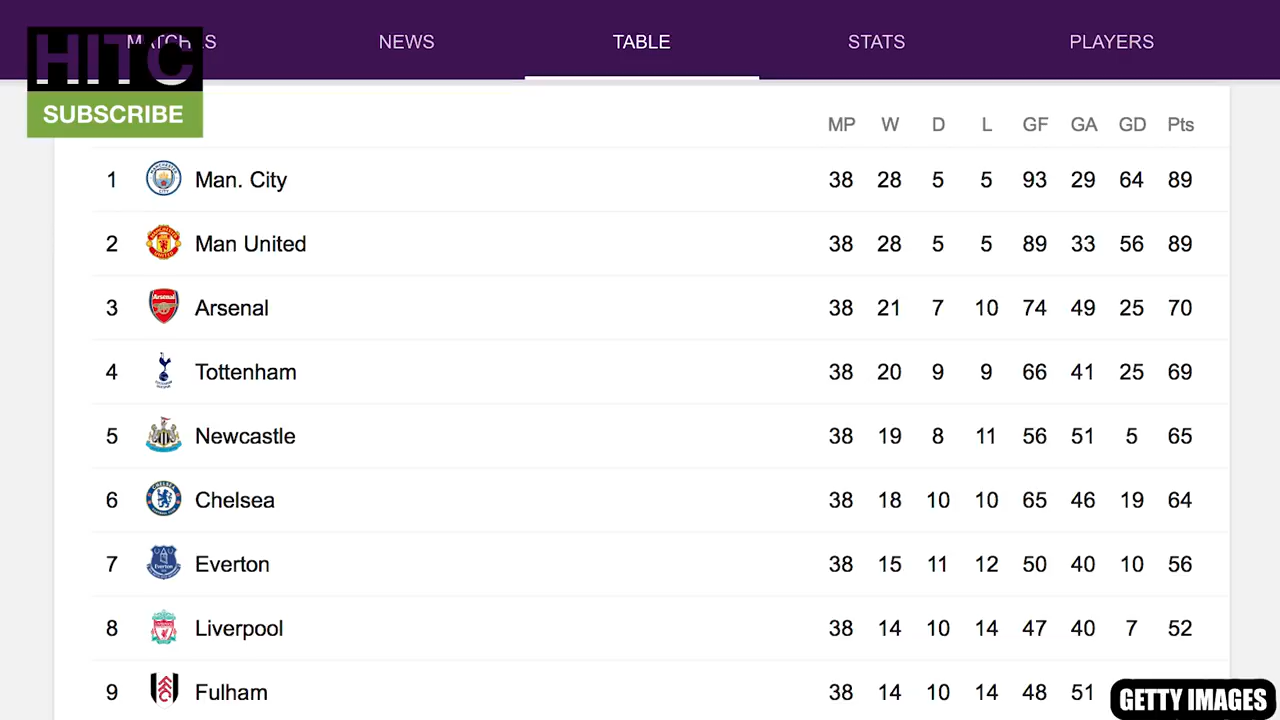 MATCHES NEWS TABLE STATS PLAYERS
HITC
SUBSCRIBE
MP W D L GF GA GD Pts
1 Man. City 38 28 5 5 93 29 64 89
2 Man United 38 28 5 5 89 33 56 89
3 Arsenal 38 21 7 10 74 49 25 70
4 Tottenham 38 20 9 9 66 41 25 69
5 Newcastle 38 19 8 11 56 51 5 65
6 Chelsea 38 18 10 10 65 46 19 64
7 Everton 38 15 11 12 50 40 10 56
8 Liverpool 38 14 10 14 47 40 7 52
9 Fulham 38 14 10 14 48 51
GETTY IMAGES